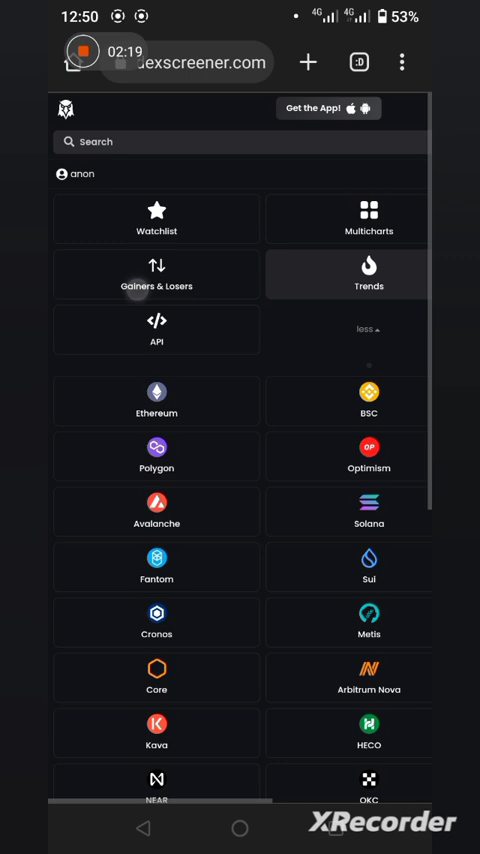 12:50
4G
4G
53%
02:19
dexscreener.com
:D
Get the App!
Search
anon
Watchlist
Multicharts
Gainers & Losers
Trends
API
less
Ethereum
BSC
Polygon
OP
Optimism
Avalanche
Solana
Fantom
Sui
Cronos
Metis
Core
Arbitrum Nova
Kava
HECO
NEAR
OKC
XRecorder